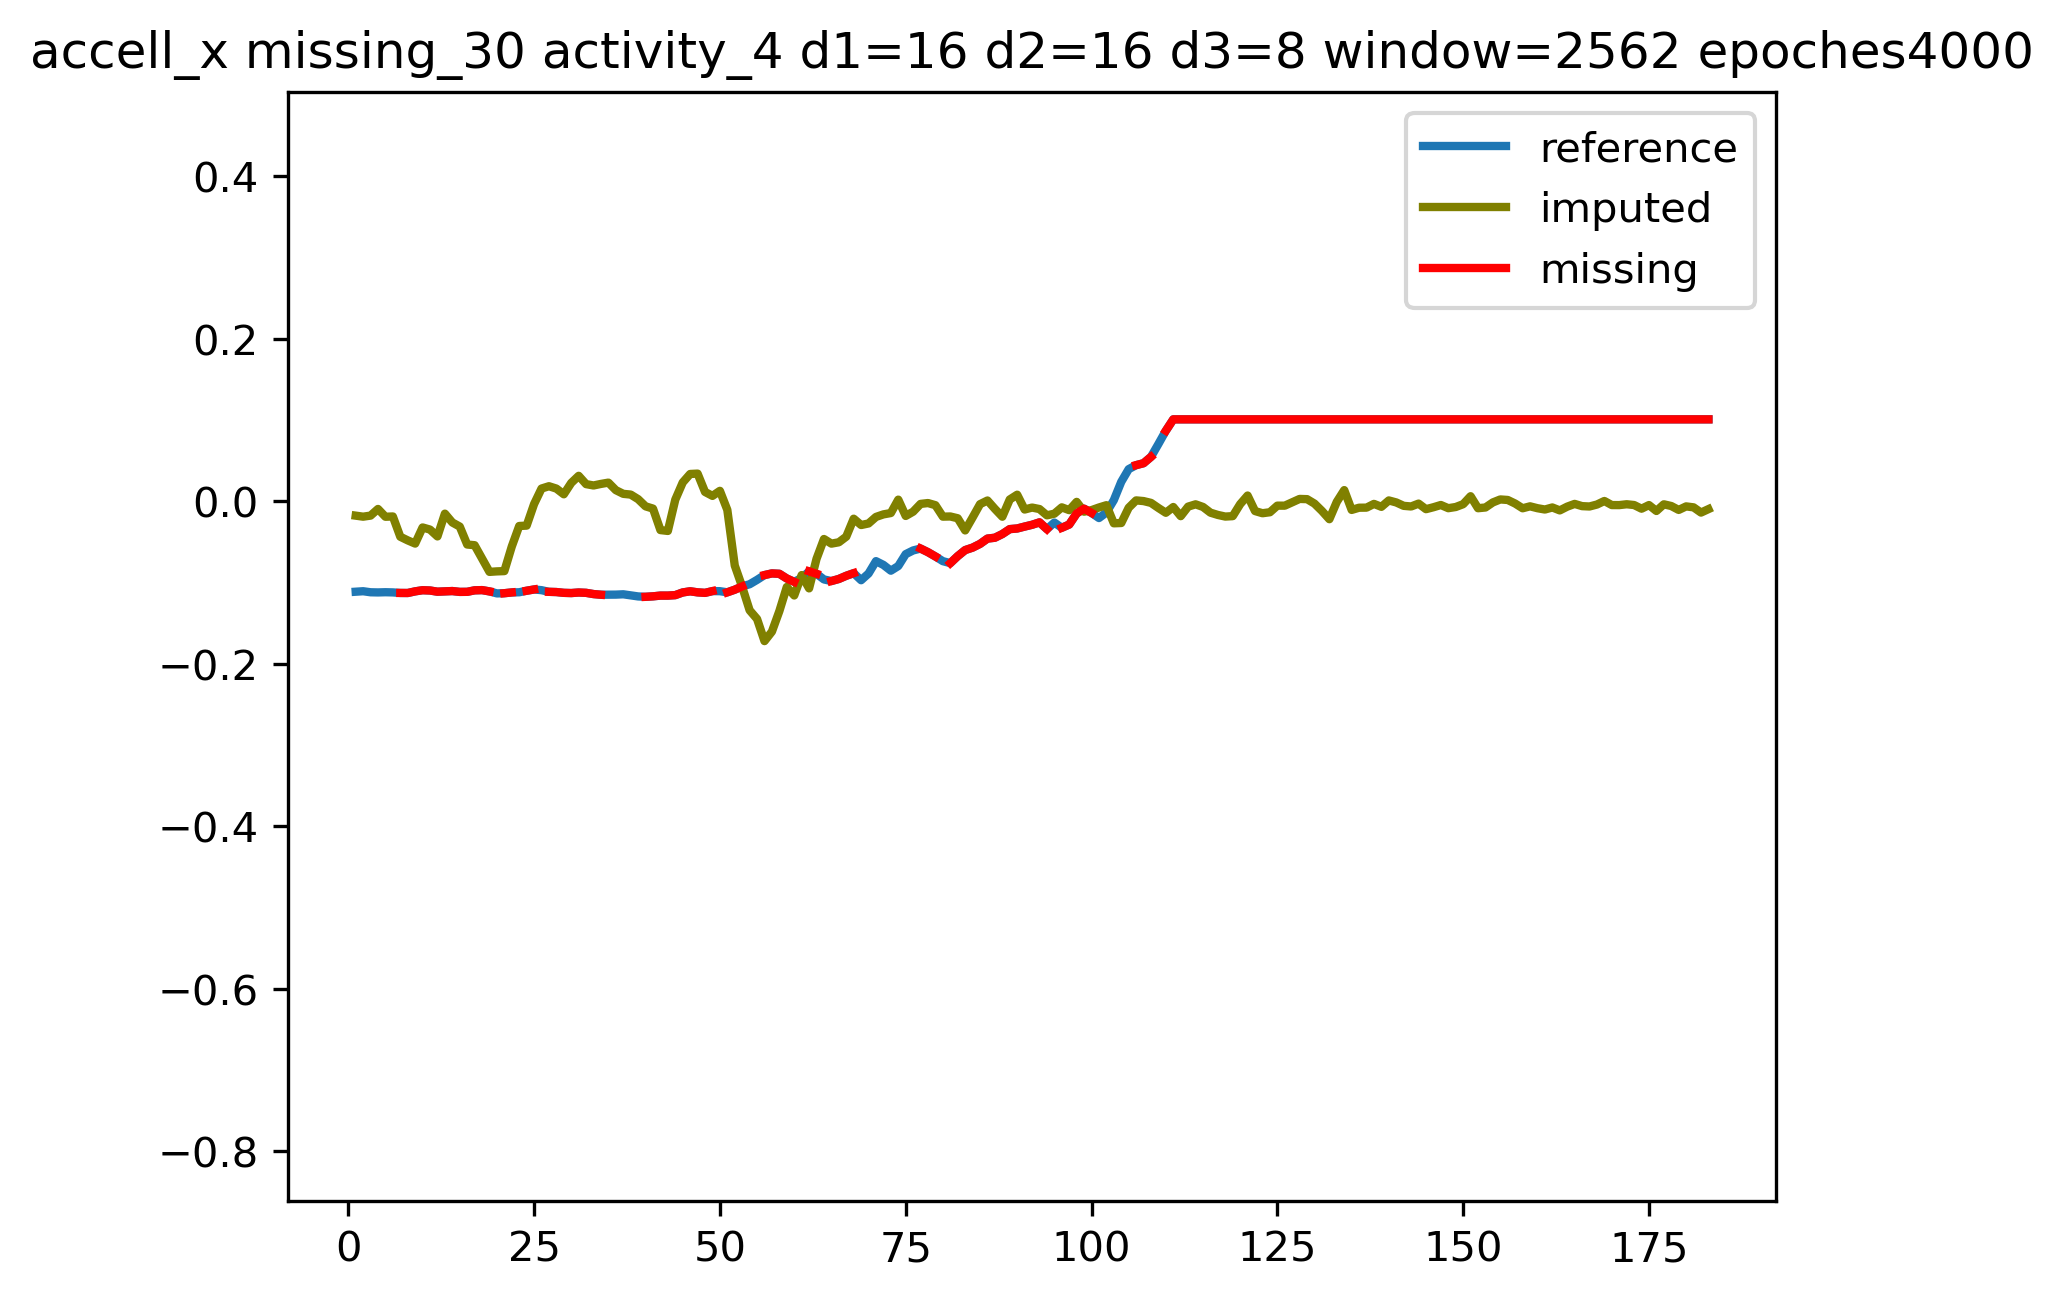 accell_x missing_30 activity_4 d1=16 d2=16 d3=8 window=2562 epoches4000
reference
imputed
missing
0.4
0.2
0.0
−0.2
−0.4
−0.6
−0.8
0 25 50 75 100 125 150 175